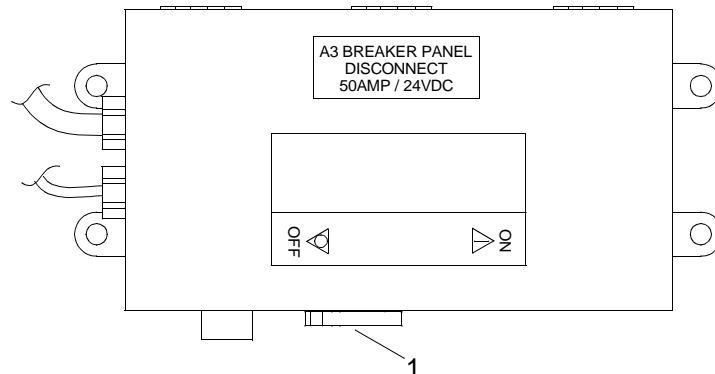 A3 BREAKER PANEL
DISCONNECT
50AMP / 24VDC
OFF
ON
1